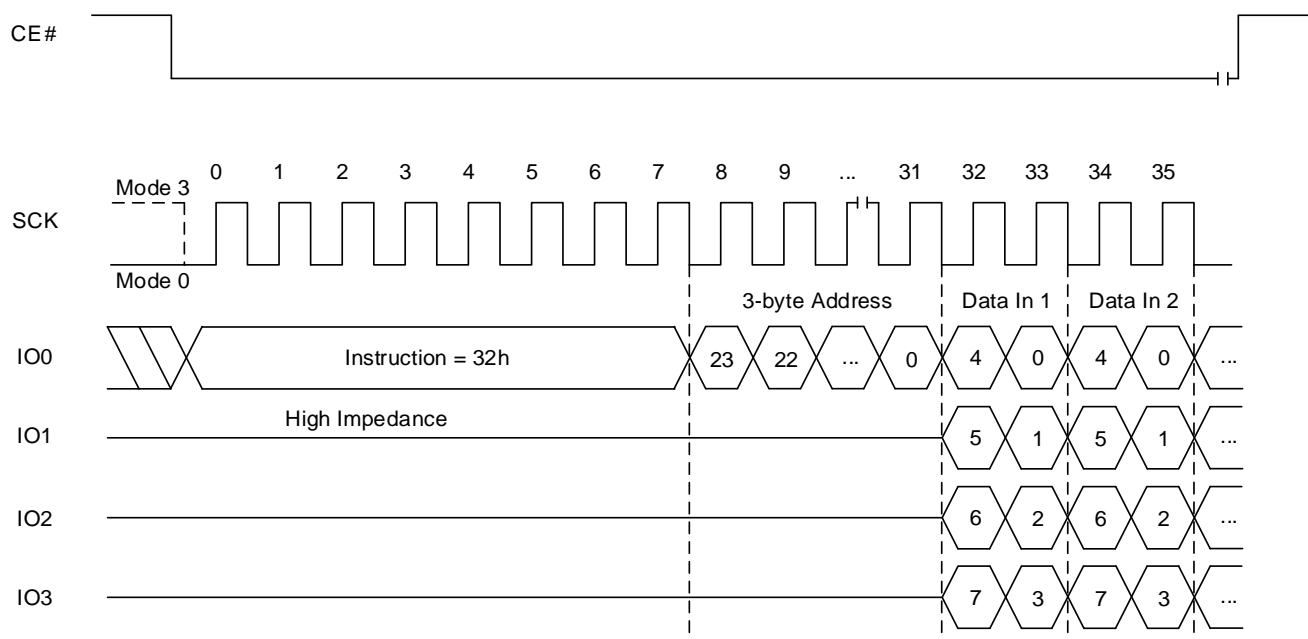 CE#
0 1 2 3 4 5 6 7 8 9 ... 31 32 33 34 35
Mode 3
SCK
Mode 0
3-byte Address Data In 1 Data In 2
IO0 Instruction = 32h 23 22 ... 0 4 0 4 0 ...
High Impedance
IO1 5 1 5 1 ...
IO2 6 2 6 2 ...
IO3 7 3 7 3 ...